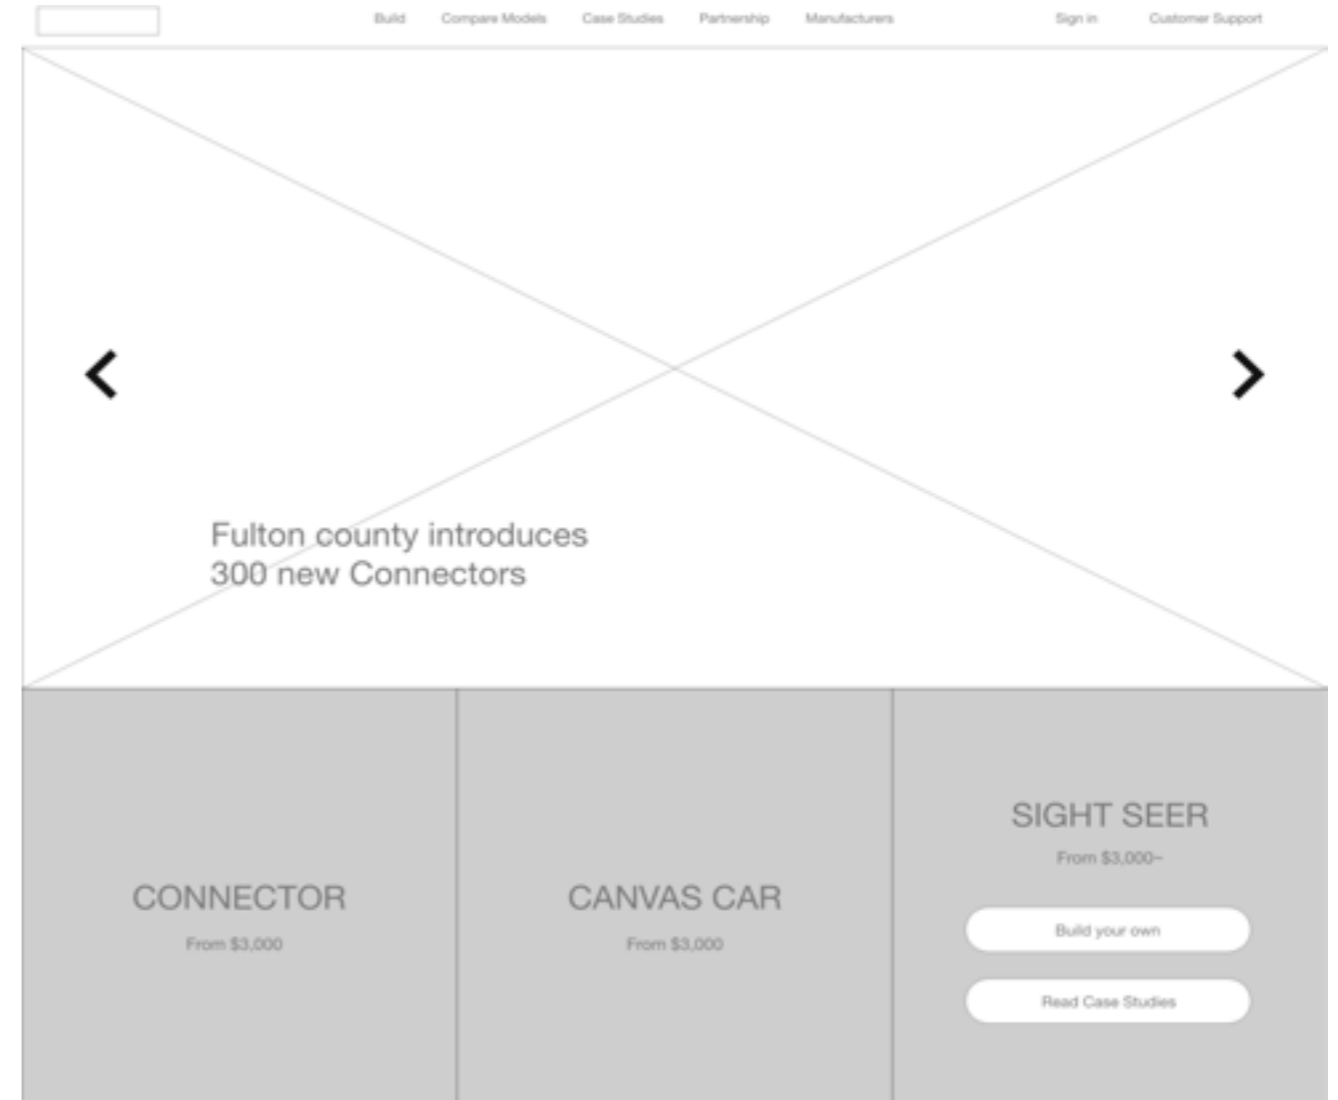 Build
Compare Models
Case Studies
Partnership
Manufacturers
Sign in
Customer Support
Fulton county introduces
300 new Connectors
CONNECTOR
From $3,000
CANVAS CAR
From $3,000
SIGHT SEER
From $3,000~
Build your own
Read Case Studies